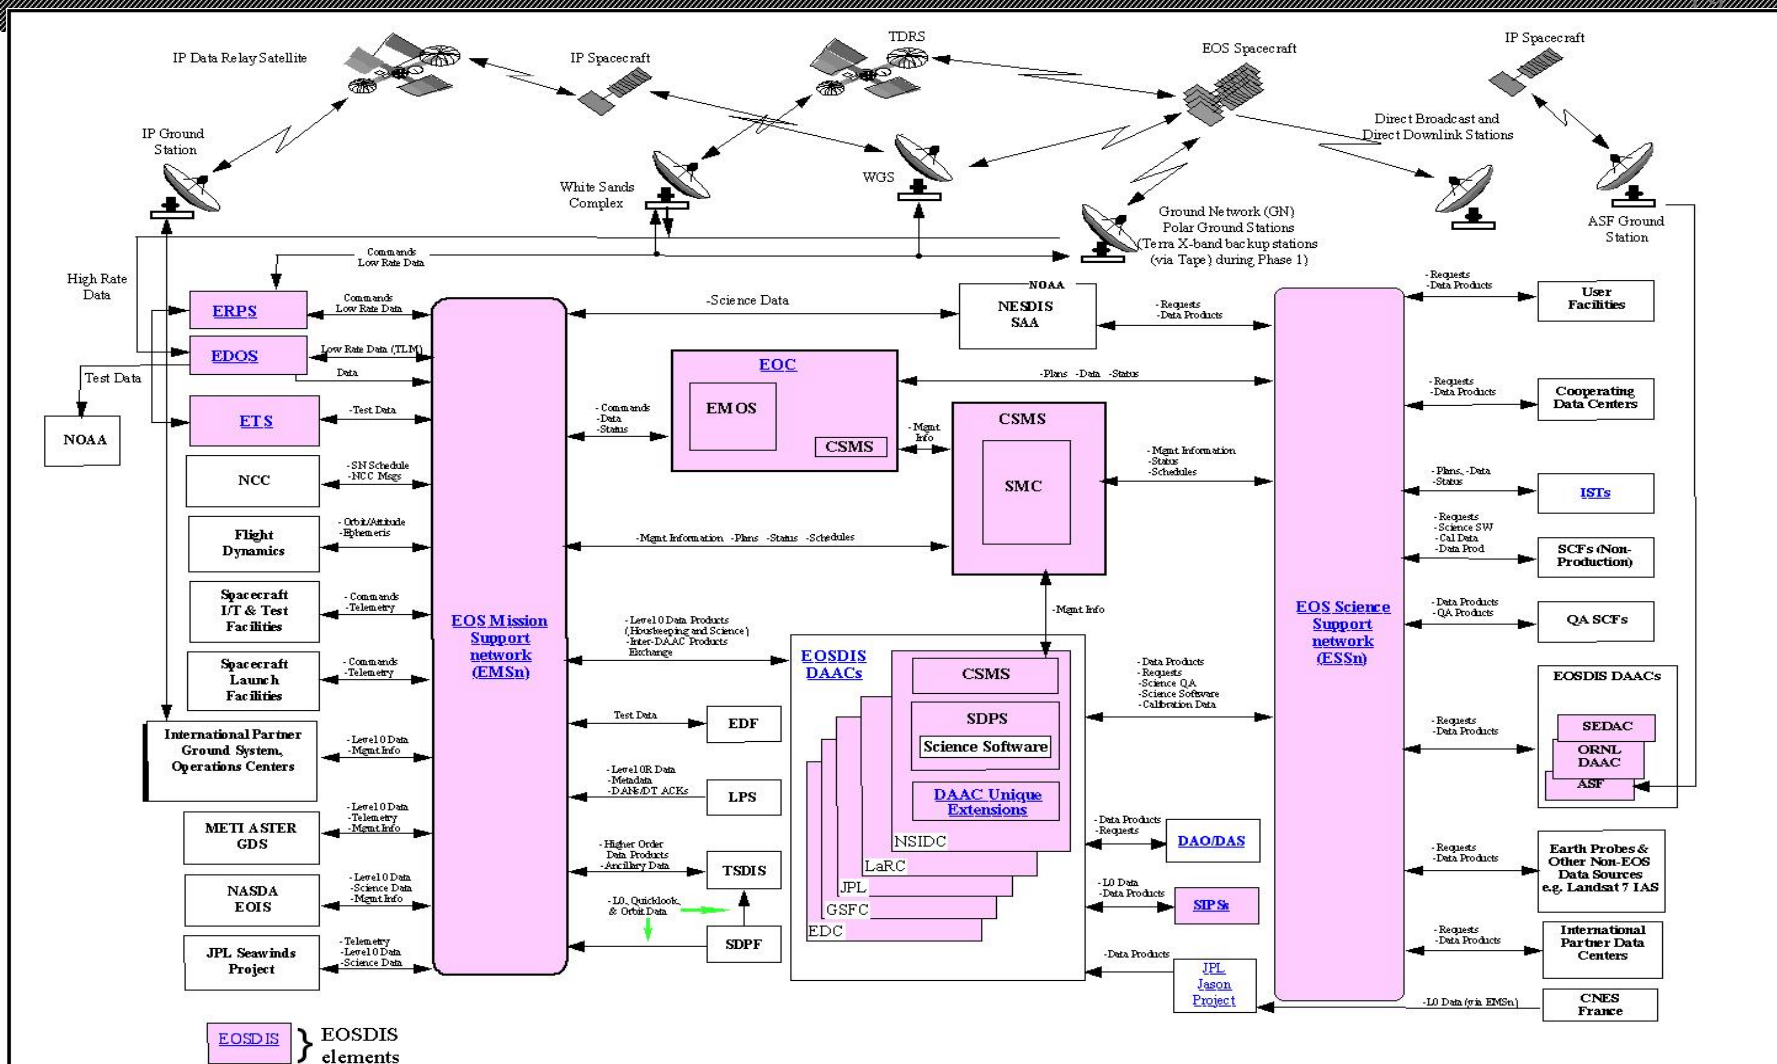 IP Data Relay Satellite
IP Spacecraft
TDRS
EOS Spacecraft
IP Spacecraft
IP Ground
Station
White Sands
Complex
WGS
Direct Broadcast and
Direct Downlink Stations
Ground Network (GN)
Polar Ground Stations
(Terra X-band backup stations
(via Tape) during Phase 1)
ASF Ground
Station
High Rate
Data
Commands
Low Rate Data
ERPS
Commands
Low Rate Data
EDOS
Low Rate Data (TLM)
Data
Test Data
NOAA
ETS
-Test Data
NCC
-SN Schedule
-NCC Msgs
Flight
Dynamics
-Orbit/Attitude
-Ephemeris
Spacecraft
I/T & Test
Facilities
-Commands
-Telemetry
Spacecraft
Launch
Facilities
-Commands
-Telemetry
International Partner
Ground System,
Operations Centers
-Level 0 Data
-Mgmt Info
METI ASTER
GDS
-Level 0 Data
-Telemetry
-Mgmt Info
NASDA
EOIS
-Level 0 Data
-Science Data
-Mgmt Info
JPL Seawinds
Project
-Telemetry
-Level 0 Data
-Science Data
EOS Mission
Support
network
(EMSn)
-Science Data
NOAA
NESDIS
SAA
-Requests
-Data Products
EOC
EMOS
CSMS
-Commands
-Data
-Status
-Plans -Data -Status
-Mgmt
Info
CSMS
SMC
-Mgmt Information
-Status
-Schedules
-Mgmt Information -Plans -Status -Schedules
-Mgmt Info
-Level 0 Data Products
(Housekeeping and Science)
-Inter-DAAC Products
Exchange
EOSDIS
DAACs
CSMS
SDPS
Science Software
DAAC Unique
Extensions
NSIDC
LaRC
JPL
GSFC
EDC
-Data Products
-Requests
-Science QA
-Science Software
-Calibration Data
Test Data
EDF
-Level 0R Data
-Metadata
-DANs/DT ACKs
LPS
-Higher Order
Data Products
-Ancillary Data
TSDIS
-L0, Quicklook,
& Orbit Data
SDPF
-Data Products
-Requests
DAO/DAS
-L0 Data
-Data Products
SIPSs
-Data Products
JPL
Jason
Project
-L0 Data (via EMSn)
CNES
France
EOS Science
Support
network
(ESSn)
-Requests
-Data Products
User
Facilities
-Requests
-Data Products
Cooperating
Data Centers
-Plans, -Data
-Status
ISTs
-Requests
-Science SW
-Cal Data
-Data Prod
SCFs (Non-
Production)
-Data Products
-QA Products
QA SCFs
EOSDIS DAACs
SEDAC
ORNL
DAAC
ASF
-Requests
-Data Products
-Requests
-Data Products
Earth Probes &
Other Non-EOS
Data Sources
e.g. Landsat 7 IAS
-Requests
-Data Products
International
Partner Data
Centers
EOSDIS
EOSDIS
elements